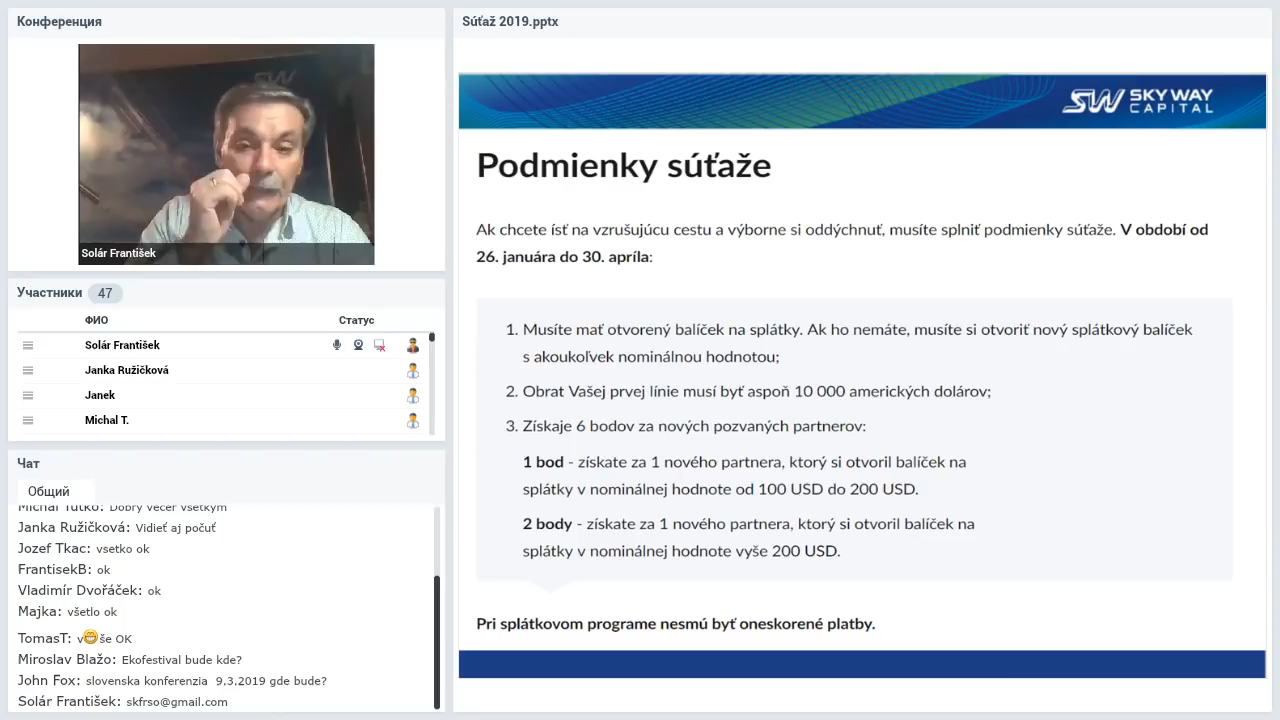 Конференция
Solár František
Участники 47
ФИО Статус
Solár František
Janka Ružičková
Janek
Michal T.
Чат
Общий
Michal Tutko: Dobrý večer všetkým
Janka Ružičková: Vidieť aj počuť
Jozef Tkac: vsetko ok
FrantisekB: ok
Vladimír Dvořáček: ok
Majka: všetlo ok
TomasT: v😁še OK
Miroslav Blažo: Ekofestival bude kde?
John Fox: slovenska konferenzia 9.3.2019 gde bude?
Solár František: skfrso@gmail.com
Súťaž 2019.pptx
SW SKY WAY
CAPITAL
Podmienky súťaže
Ak chcete ísť na vzrušujúcu cestu a výborne si oddýchnuť, musíte splniť podmienky súťaže. V období od
26. januára do 30. apríla:
1. Musíte mať otvorený balíček na splátky. Ak ho nemáte, musíte si otvoriť nový splátkový balíček
s akoukoľvek nominálnou hodnotou;
2. Obrat Vašej prvej línie musí byť aspoň 10 000 amerických dolárov;
3. Získaje 6 bodov za nových pozvaných partnerov:
1 bod - získate za 1 nového partnera, ktorý si otvoril balíček na
splátky v nominálnej hodnote od 100 USD do 200 USD.
2 body - získate za 1 nového partnera, ktorý si otvoril balíček na
splátky v nominálnej hodnote vyše 200 USD.
Pri splátkovom programe nesmú byť oneskorené platby.